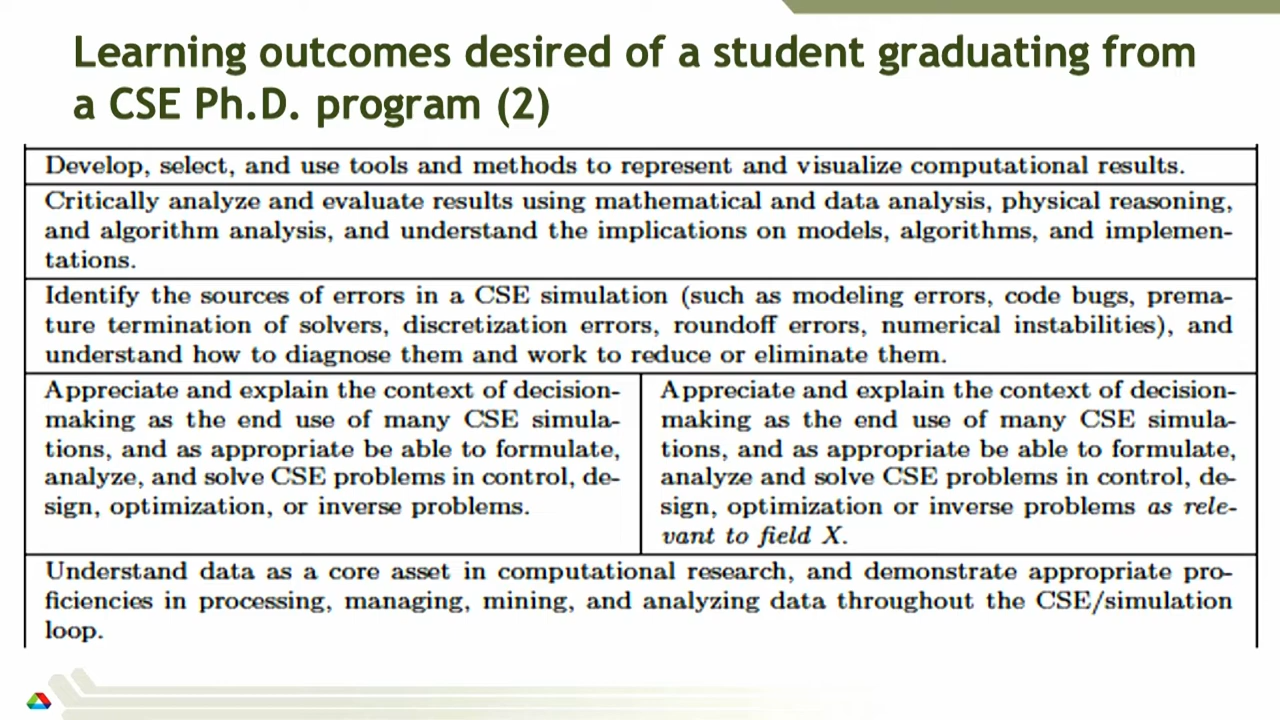 Learning outcomes desired of a student graduating from
a CSE Ph.D. program (2)
Develop, select, and use tools and methods to represent and visualize computational results.
Critically analyze and evaluate results using mathematical and data analysis, physical reasoning,
and algorithm analysis, and understand the implications on models, algorithms, and implemen-
tations.
Identify the sources of errors in a CSE simulation (such as modeling errors, code bugs, prema-
ture termination of solvers, discretization errors, roundoff errors, numerical instabilities), and
understand how to diagnose them and work to reduce or eliminate them.
Appreciate and explain the context of decision-
making as the end use of many CSE simula-
tions, and as appropriate be able to formulate,
analyze, and solve CSE problems in control, de-
sign, optimization, or inverse problems.
Appreciate and explain the context of decision-
making as the end use of many CSE simula-
tions, and as appropriate be able to formulate,
analyze and solve CSE problems in control, de-
sign, optimization or inverse problems as rele-
vant to field X.
Understand data as a core asset in computational research, and demonstrate appropriate pro-
ficiencies in processing, managing, mining, and analyzing data throughout the CSE/simulation
loop.